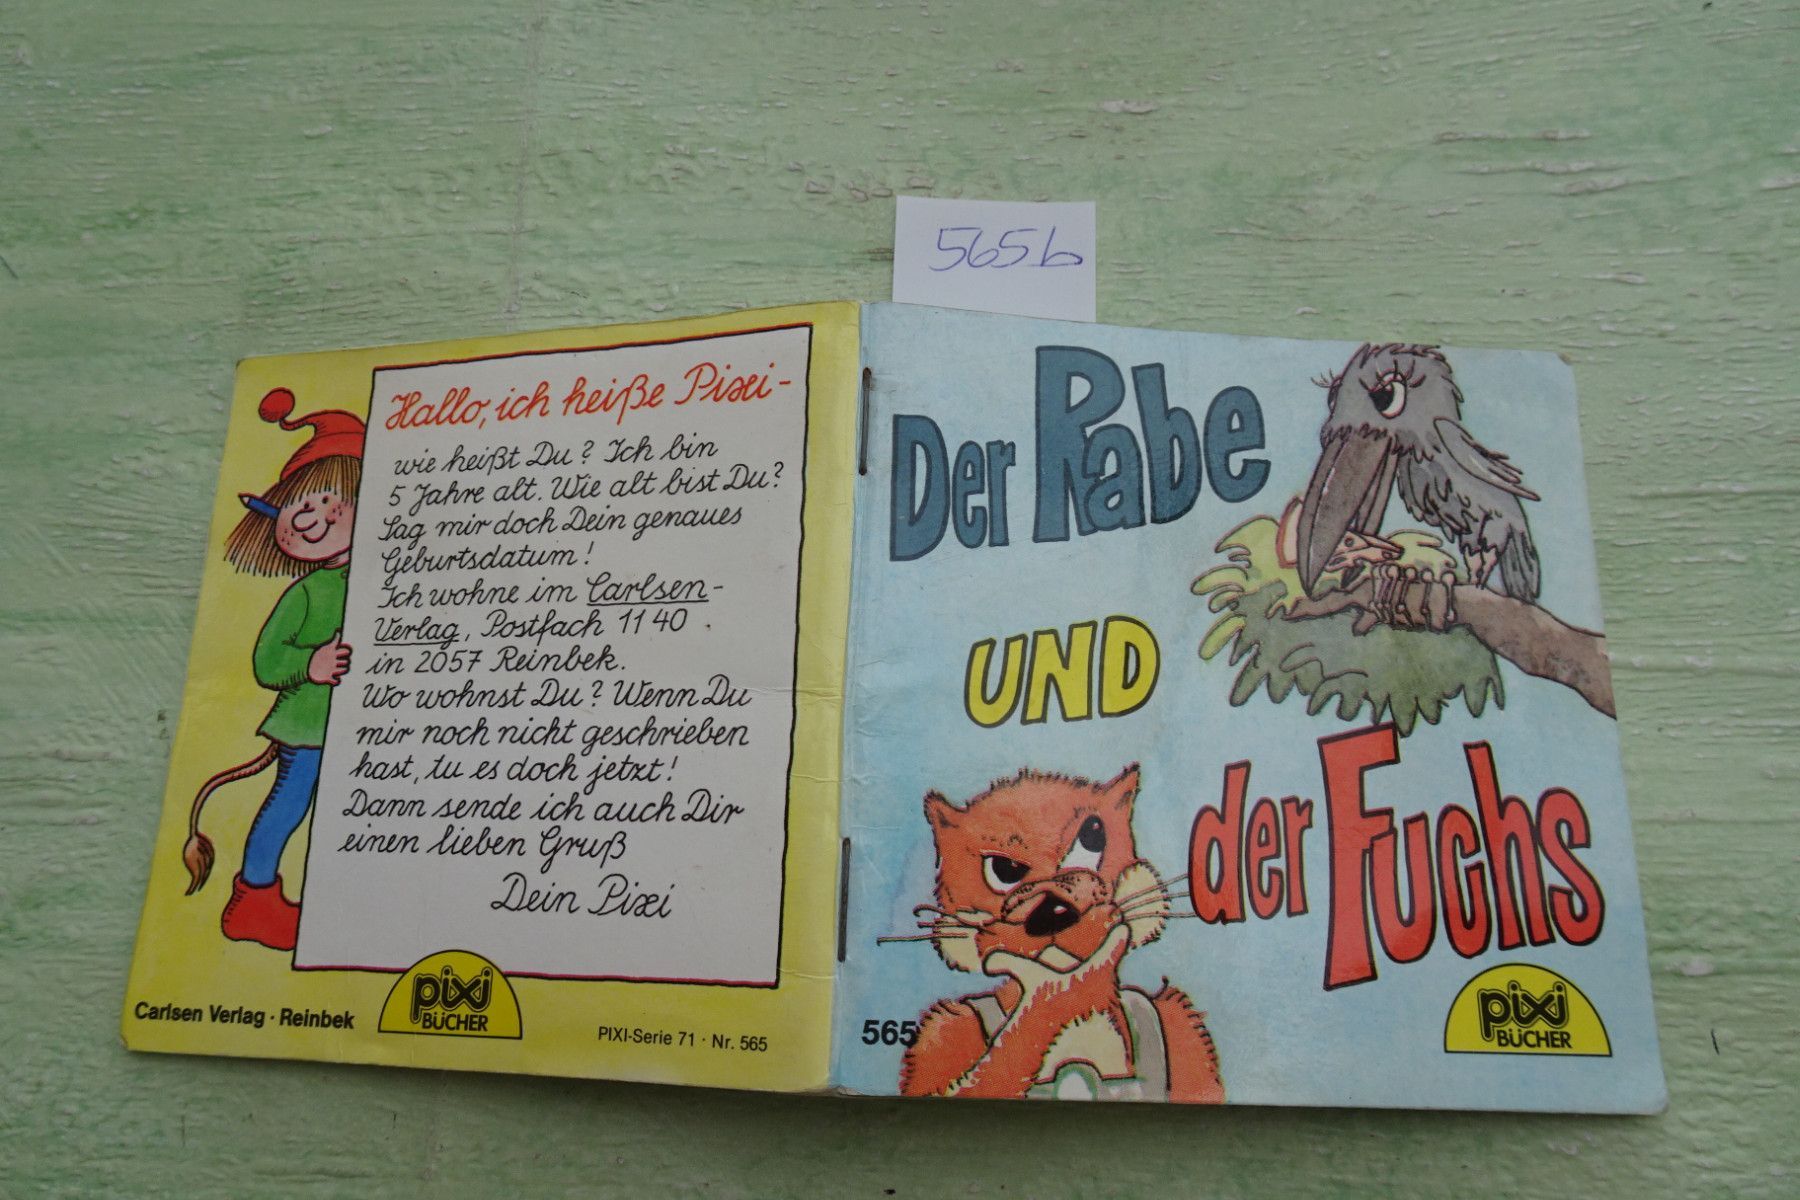 565b
Hallo, ich heiße Pixi -
wie heißt Du? Ich bin
5 Jahre alt. Wie alt bist Du?
Sag mir doch Dein genaues
Geburtsdatum!
Ich wohne im Carlsen-
Verlag, Postfach 11 40
in 2057 Reinbek.
Wo wohnst Du? Wenn Du
mir noch nicht geschrieben
hast, tu es doch jetzt!
Dann sende ich auch Dir
einen lieben Gruß
Dein Pixi
Carlsen Verlag · Reinbek
pixi
BÜCHER
PIXI-Serie 71 · Nr. 565
Der Rabe
UND
der Fuchs
565
pixi
BÜCHER